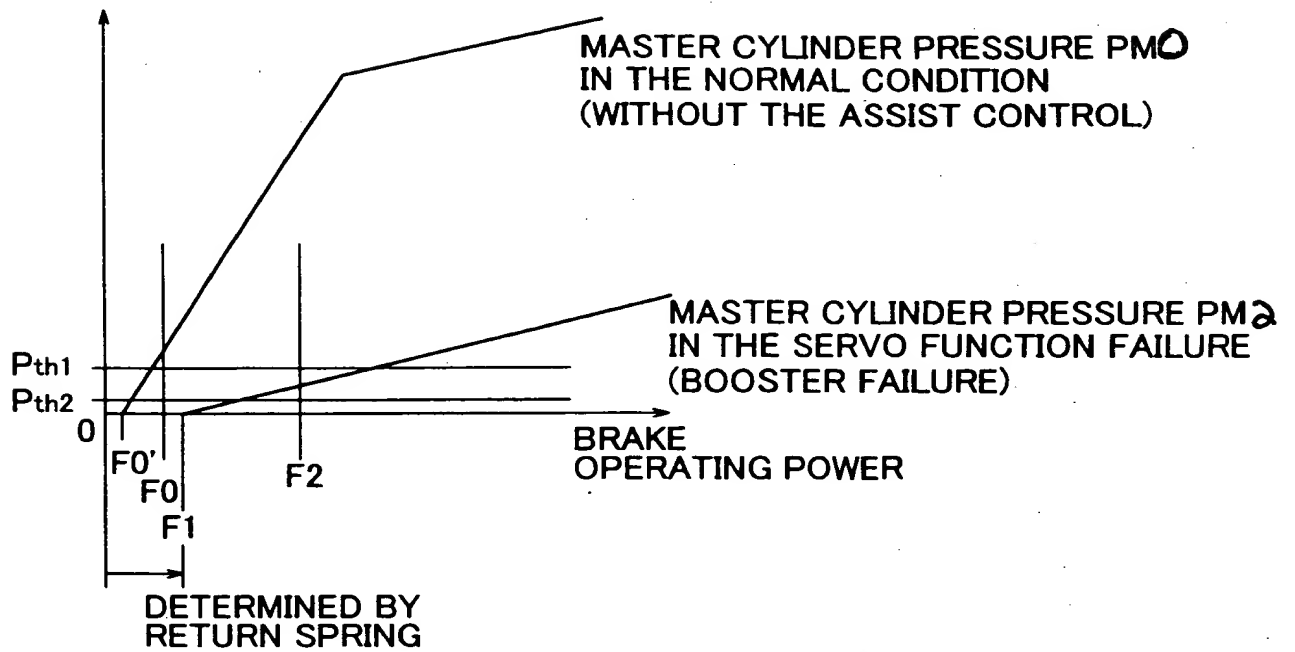 MASTER CYLINDER PRESSURE PM0
IN THE NORMAL CONDITION
(WITHOUT THE ASSIST CONTROL)
MASTER CYLINDER PRESSURE PM2
IN THE SERVO FUNCTION FAILURE
(BOOSTER FAILURE)
Pth1
Pth2
0
BRAKE
OPERATING POWER
F0'
F0
F1
F2
DETERMINED BY
RETURN SPRING